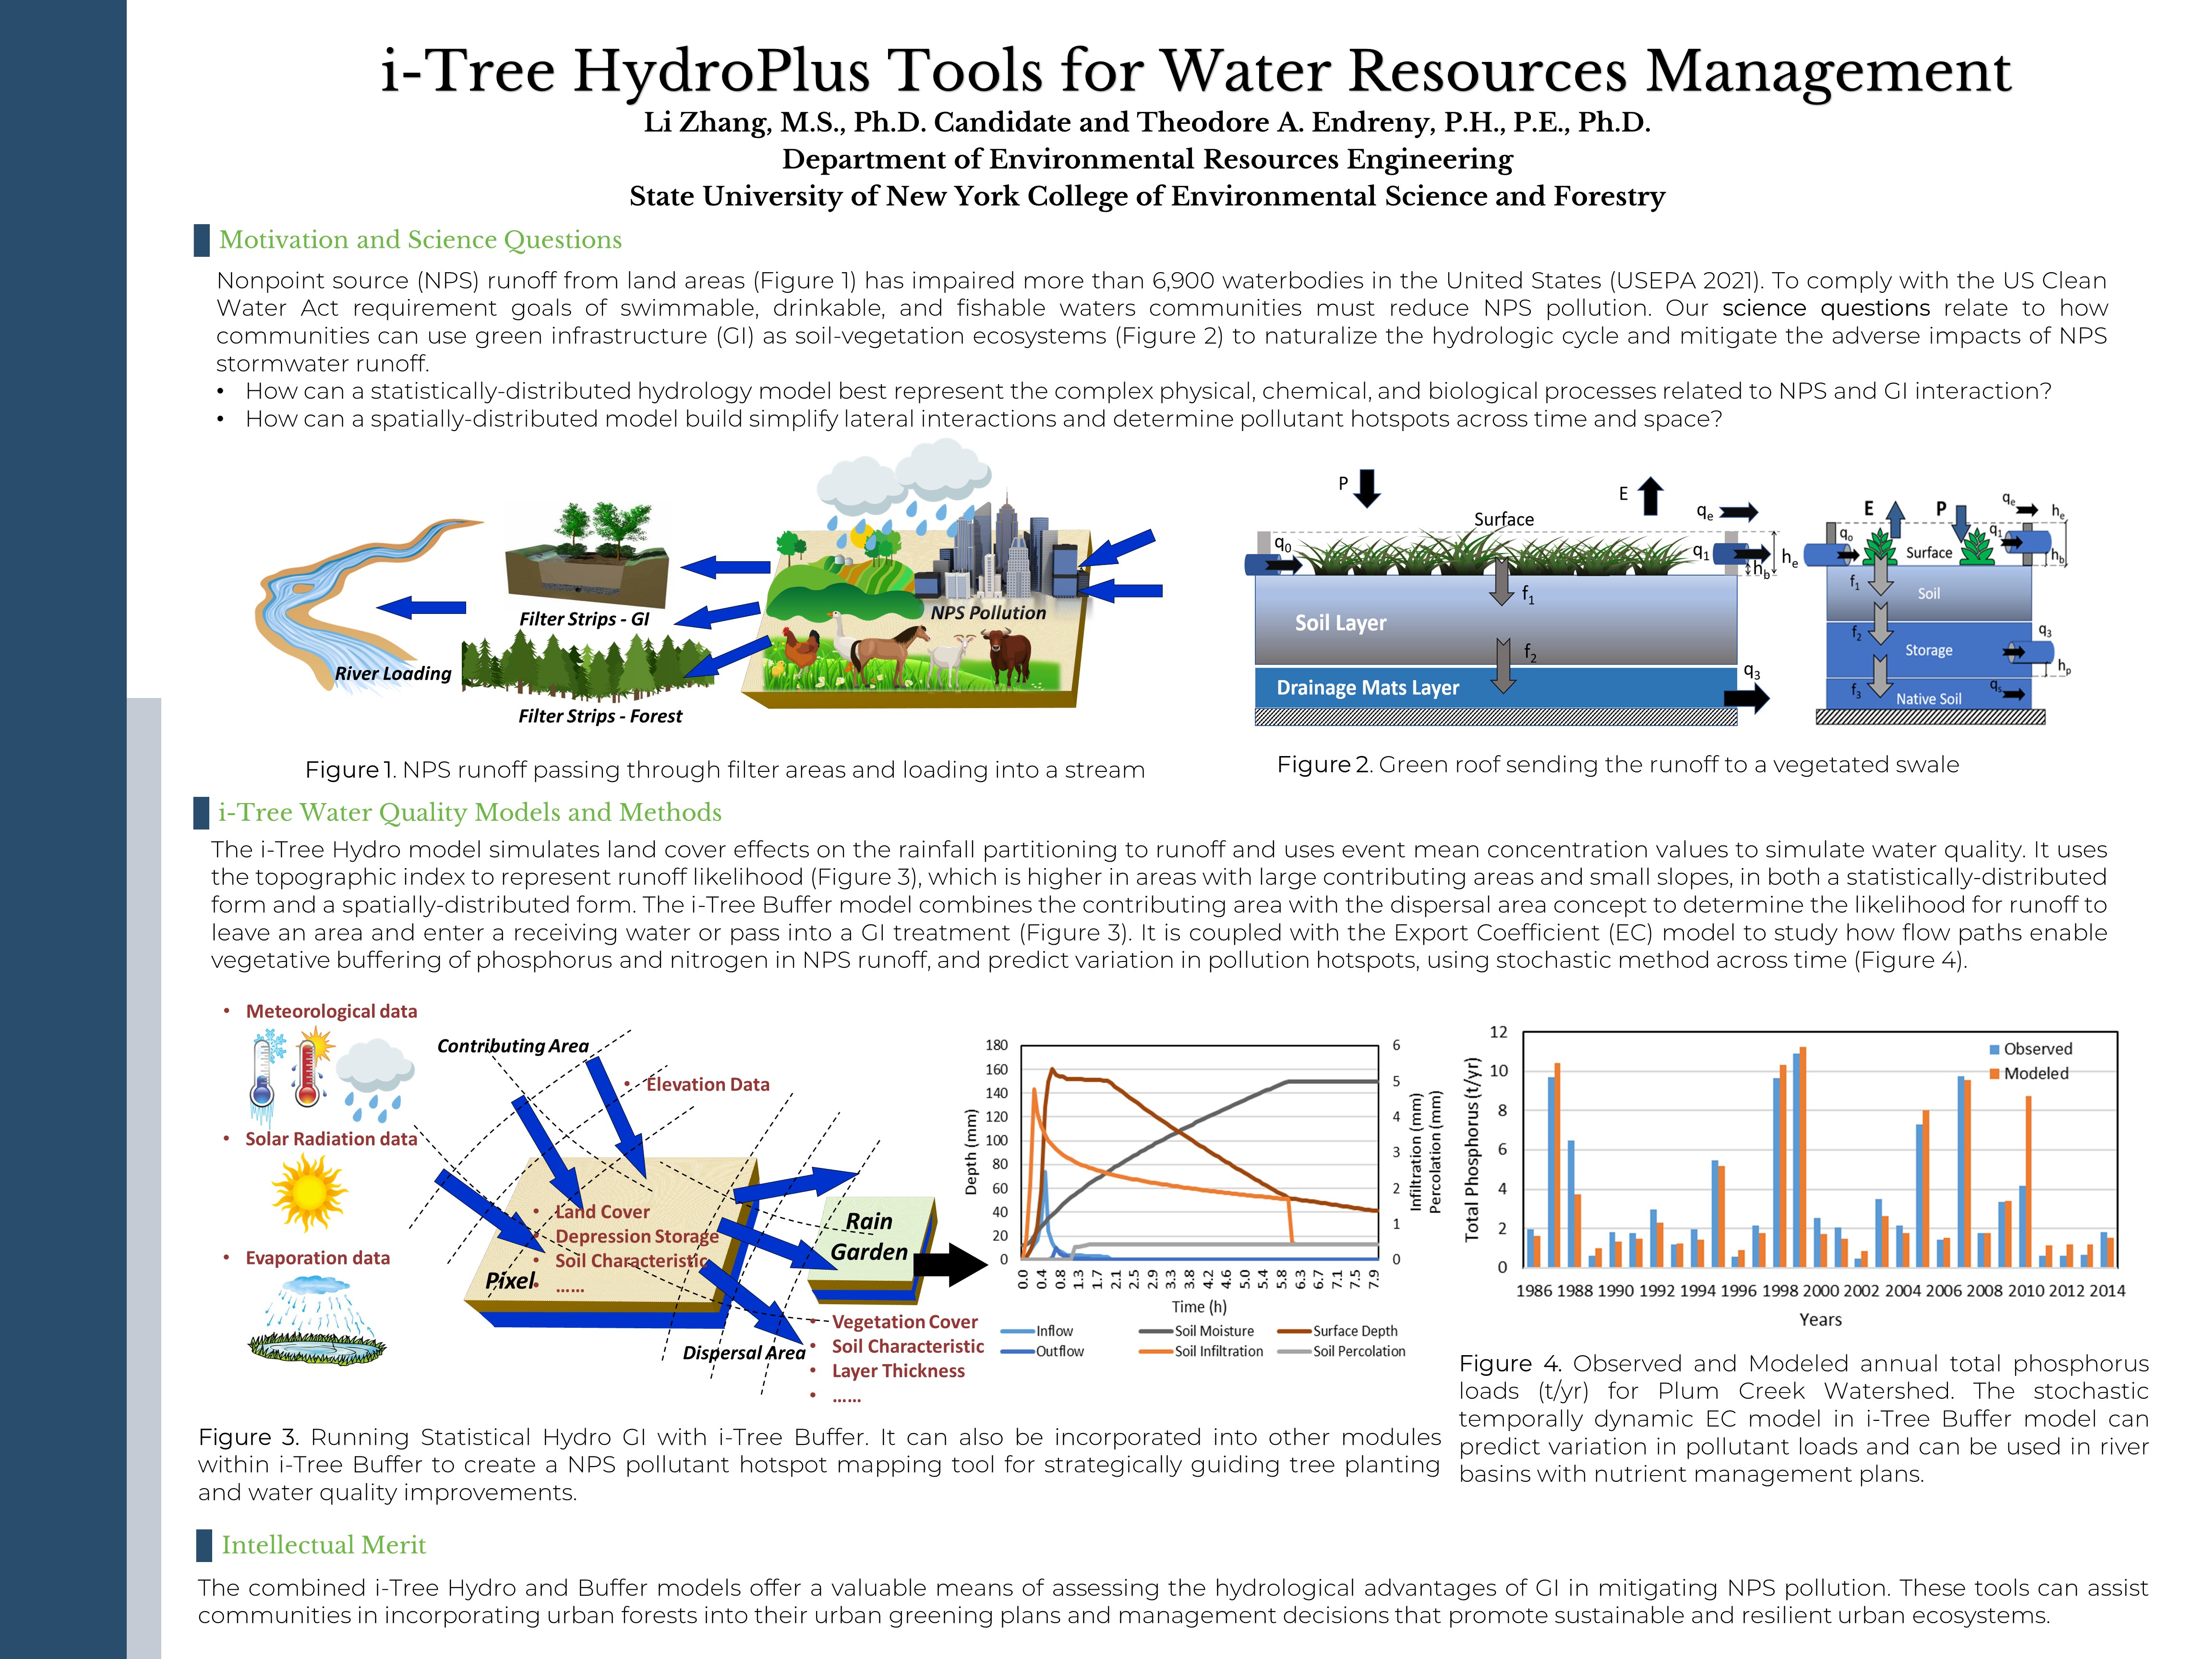 i-Tree HydroPlus Tools for Water Resources Management
Li Zhang, M.S., Ph.D. Candidate and Theodore A. Endreny, P.H., P.E., Ph.D.
Department of Environmental Resources Engineering
State University of New York College of Environmental Science and Forestry
Motivation and Science Questions
Nonpoint source (NPS) runoff from land areas (Figure 1) has impaired more than 6,900 waterbodies in the United States (USEPA 2021). To comply with the US Clean
Water Act requirement goals of swimmable, drinkable, and fishable waters communities must reduce NPS pollution. Our science questions relate to how
communities can use green infrastructure (GI) as soil-vegetation ecosystems (Figure 2) to naturalize the hydrologic cycle and mitigate the adverse impacts of NPS
stormwater runoff.
• How can a statistically-distributed hydrology model best represent the complex physical, chemical, and biological processes related to NPS and GI interaction?
• How can a spatially-distributed model build simplify lateral interactions and determine pollutant hotspots across time and space?
Filter Strips - GI
NPS Pollution
River Loading
Filter Strips - Forest
Figure 1. NPS runoff passing through filter areas and loading into a stream
P
E
qe
Surface
q0
q1
he
hb
f1
Soil Layer
f2
q3
Drainage Mats Layer
E
P
qe
he
q0
q1
Surface
hb
f1
Soil
f2
q3
Storage
hp
f3
qs
Native Soil
Figure 2. Green roof sending the runoff to a vegetated swale
i-Tree Water Quality Models and Methods
The i-Tree Hydro model simulates land cover effects on the rainfall partitioning to runoff and uses event mean concentration values to simulate water quality. It uses
the topographic index to represent runoff likelihood (Figure 3), which is higher in areas with large contributing areas and small slopes, in both a statistically-distributed
form and a spatially-distributed form. The i-Tree Buffer model combines the contributing area with the dispersal area concept to determine the likelihood for runoff to
leave an area and enter a receiving water or pass into a GI treatment (Figure 3). It is coupled with the Export Coefficient (EC) model to study how flow paths enable
vegetative buffering of phosphorus and nitrogen in NPS runoff, and predict variation in pollution hotspots, using stochastic method across time (Figure 4).
• Meteorological data
• Solar Radiation data
• Evaporation data
Contributing Area
• Elevation Data
• Land Cover
• Depression Storage
• Soil Characteristic
• ......
Pixel
Rain
Garden
Dispersal Area
• Vegetation Cover
• Soil Characteristic
• Layer Thickness
• ......
180
160
140
120
100
80
60
40
20
0
Depth (mm)
6
5
4
3
2
1
0
Infiltration (mm)
Percolation (mm)
0.0 0.4 0.8 1.3 1.7 2.1 2.5 2.9 3.3 3.8 4.2 4.6 5.0 5.4 5.8 6.3 6.7 7.1 7.5 7.9
Time (h)
Inflow Soil Moisture Surface Depth
Outflow Soil Infiltration Soil Percolation
12
10
8
6
4
2
0
Total Phosphorus (t/yr)
Observed
Modeled
1986 1988 1990 1992 1994 1996 1998 2000 2002 2004 2006 2008 2010 2012 2014
Years
Figure 3. Running Statistical Hydro GI with i-Tree Buffer. It can also be incorporated into other modules
within i-Tree Buffer to create a NPS pollutant hotspot mapping tool for strategically guiding tree planting
and water quality improvements.
Figure 4. Observed and Modeled annual total phosphorus
loads (t/yr) for Plum Creek Watershed. The stochastic
temporally dynamic EC model in i-Tree Buffer model can
predict variation in pollutant loads and can be used in river
basins with nutrient management plans.
Intellectual Merit
The combined i-Tree Hydro and Buffer models offer a valuable means of assessing the hydrological advantages of GI in mitigating NPS pollution. These tools can assist
communities in incorporating urban forests into their urban greening plans and management decisions that promote sustainable and resilient urban ecosystems.